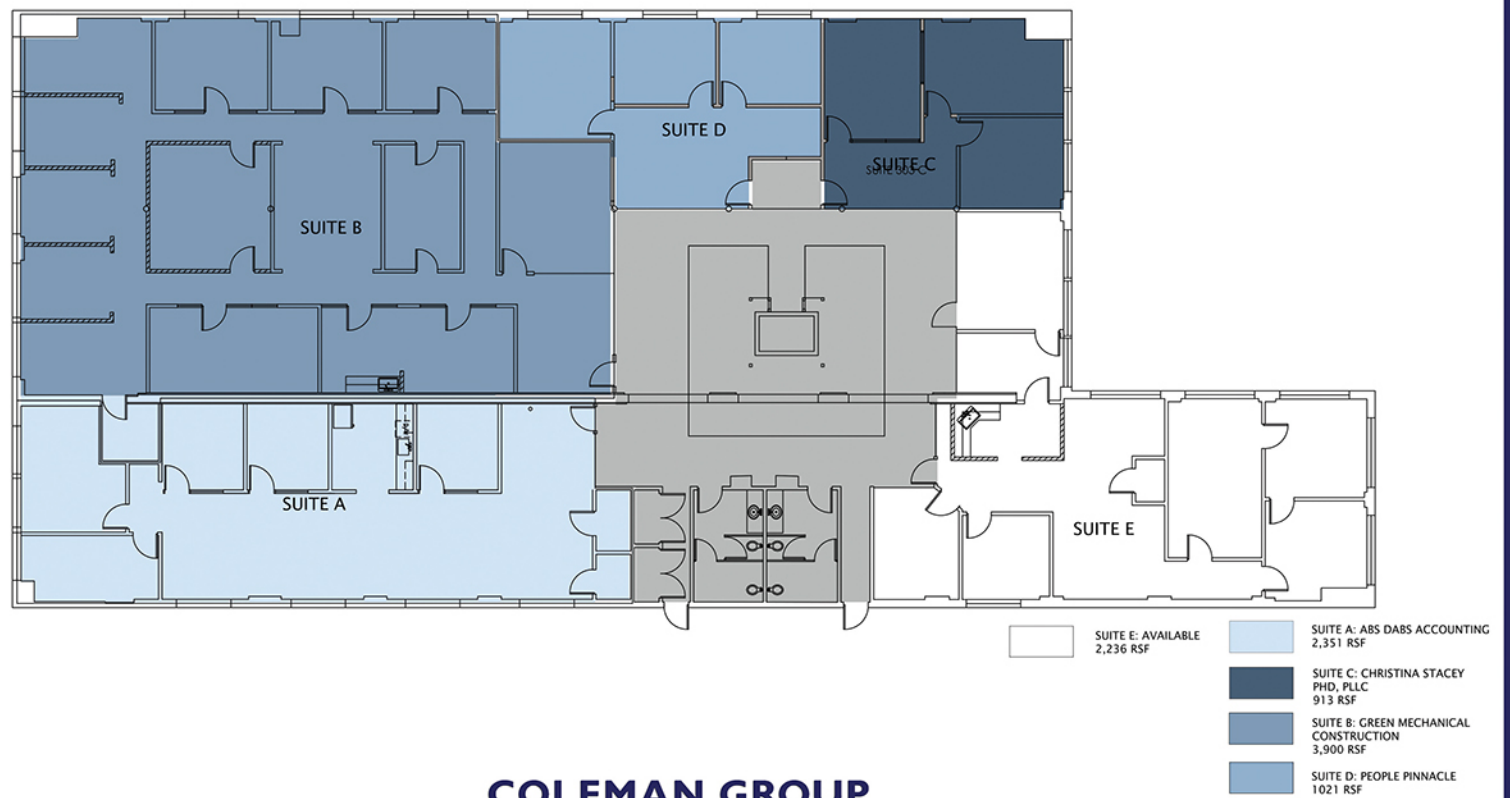 SUITE D
SUITE C
SUITE 303-C
SUITE B
SUITE A
SUITE E
SUITE E: AVAILABLE
2,236 RSF
SUITE A: ABS DABS ACCOUNTING
2,351 RSF
SUITE C: CHRISTINA STACEY
PHD, PLLC
913 RSF
SUITE B: GREEN MECHANICAL
CONSTRUCTION
3,900 RSF
SUITE D: PEOPLE PINNACLE
1021 RSF
COLEMAN GROUP